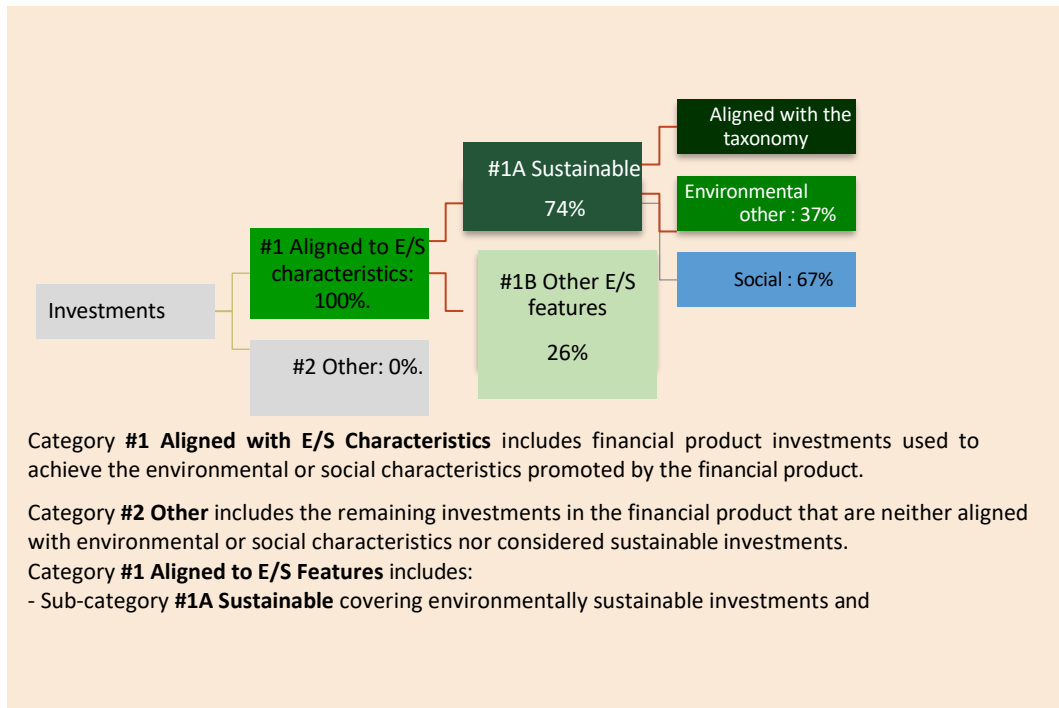 Aligned with the
taxonomy
#1A Sustainable
74%
Environmental
other : 37%
#1 Aligned to E/S
characteristics:
100%.
#1B Other E/S
features
26%
Social : 67%
Investments
#2 Other: 0%.
Category #1 Aligned with E/S Characteristics includes financial product investments used to
achieve the environmental or social characteristics promoted by the financial product.
Category #2 Other includes the remaining investments in the financial product that are neither aligned
with environmental or social characteristics nor considered sustainable investments.
Category #1 Aligned to E/S Features includes:
- Sub-category #1A Sustainable covering environmentally sustainable investments and